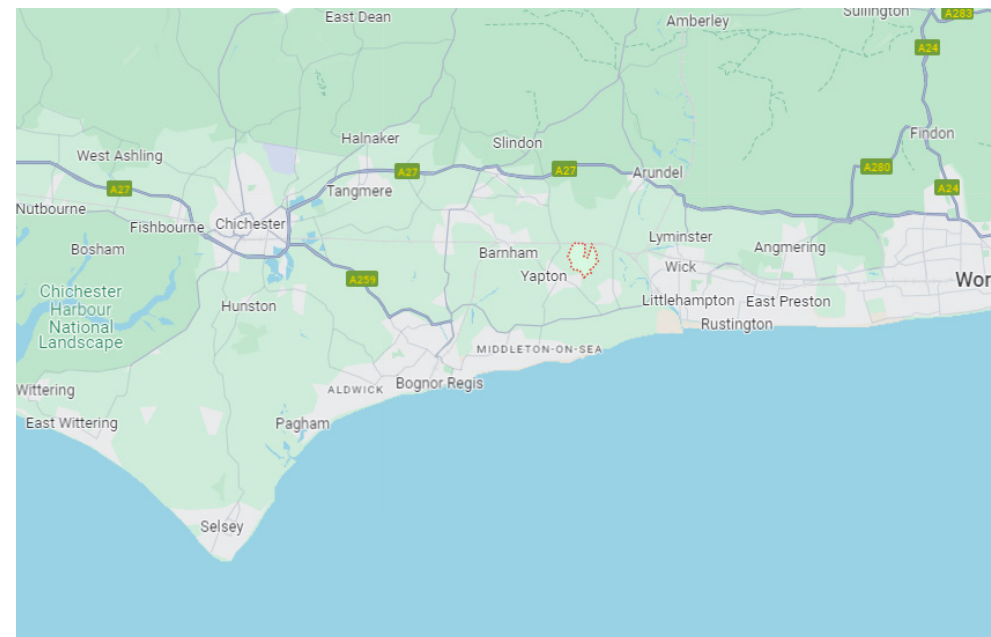 East Dean
Amberley
Sullington
A283
A24
Halnaker
Slindon
Findon
West Ashling
A27
A27
A280
Tangmere
Arundel
A27
A24
Nutbourne
Fishbourne
Chichester
Lyminster
Bosham
Barnham
Angmering
Yapton
Wick
A259
Wor
Chichester
Harbour
National
Landscape
Hunston
Littlehampton
East Preston
Rustington
MIDDLETON-ON-SEA
Wittering
ALDWICK
Bognor Regis
East Wittering
Pagham
Selsey